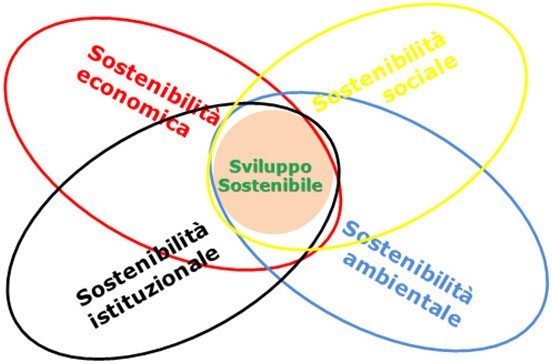 Sostenibilità
economica
Sostenibilità
sociale
Sviluppo
Sostenibile
Sostenibilità
istituzionale
Sostenibilità
ambientale